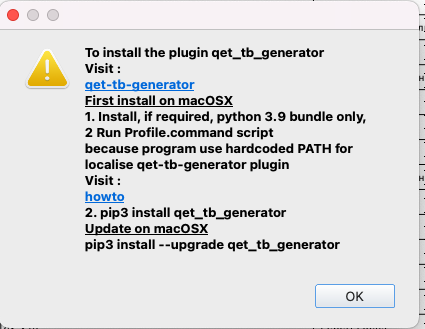 To install the plugin qet_tb_generator
Visit :
qet-tb-generator
First install on macOSX
1. Install, if required, python 3.9 bundle only,
2 Run Profile.command script
because program use hardcoded PATH for
localise qet-tb-generator plugin
Visit :
howto
2. pip3 install qet_tb_generator
Update on macOSX
pip3 install --upgrade qet_tb_generator
OK